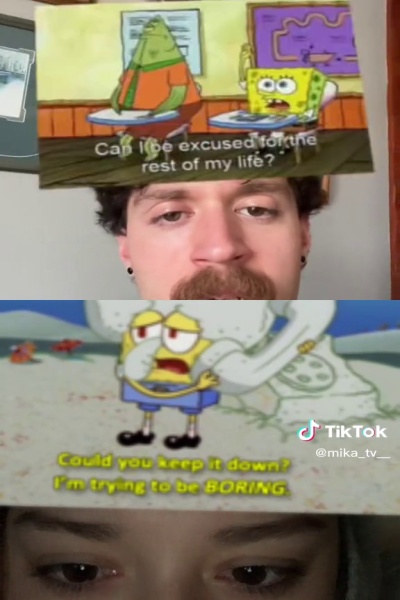 Can I be excused for the
rest of my life?
TikTok
@mika_tv__
Could you keep it down?
I'm trying to be BORING.